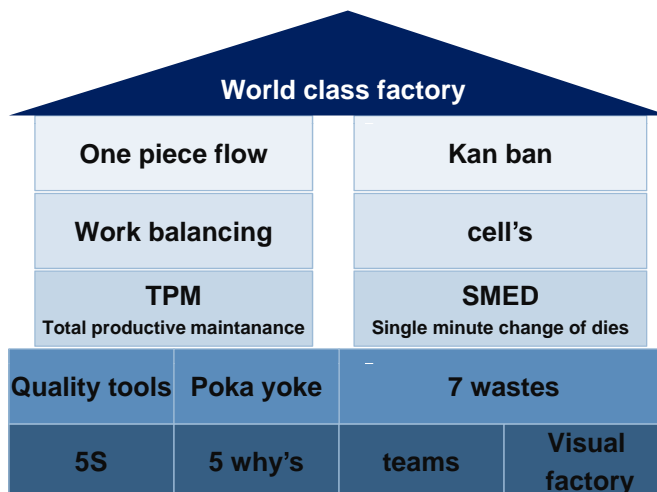 World class factory
One piece flow
Kan ban
Work balancing
cell's
TPM
Total productive maintanance
SMED
Single minute change of dies
Quality tools
Poka yoke
7 wastes
5S
5 why's
teams
Visual
factory